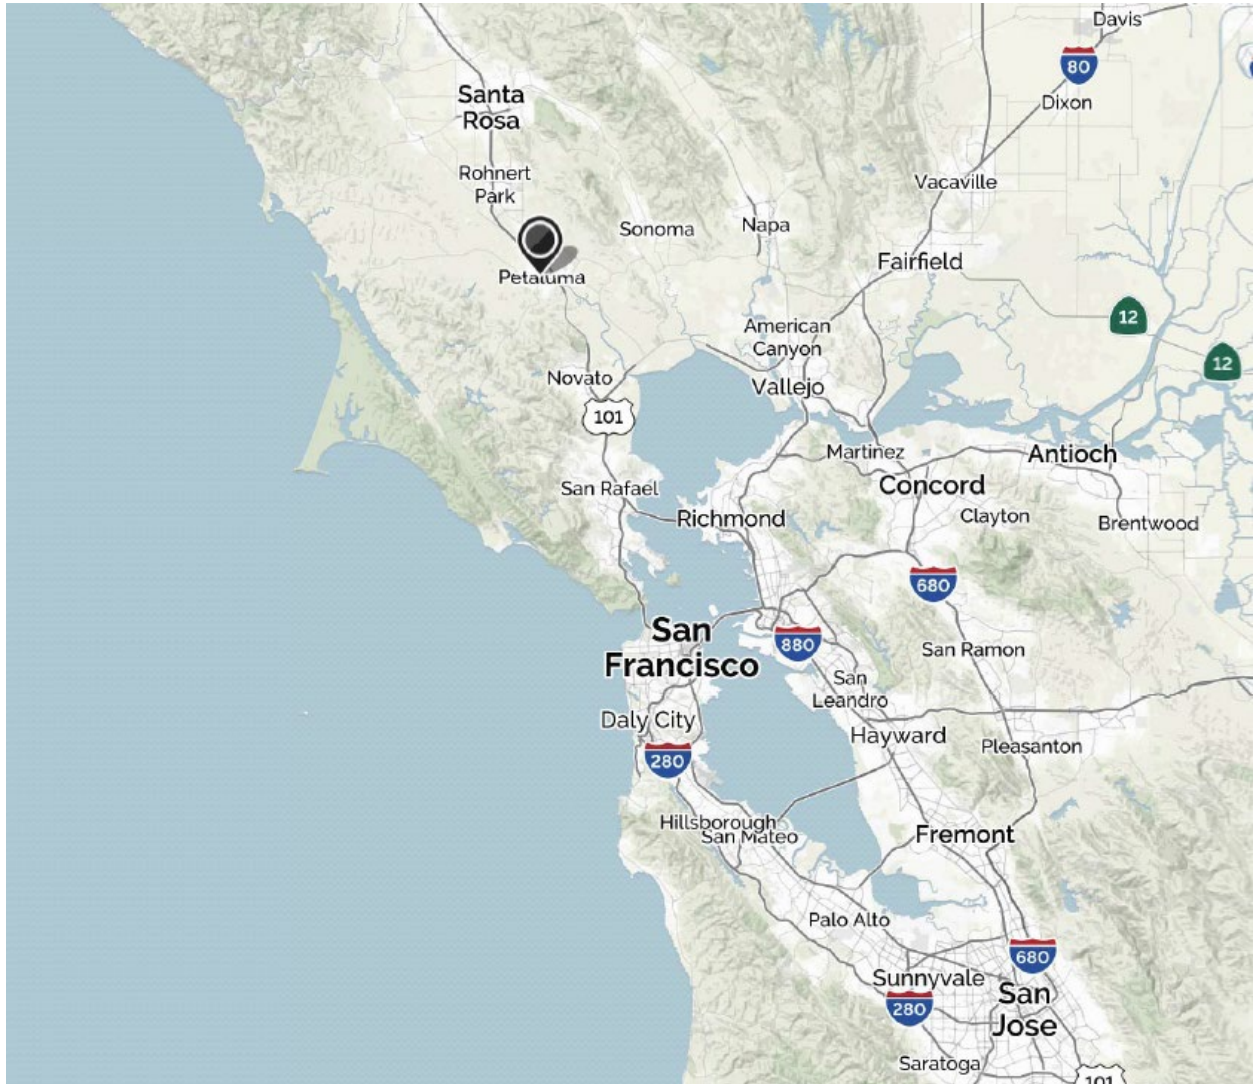 Davis
80
Dixon
Santa
Rosa
Rohnert
Park
Vacaville
Sonoma
Napa
Fairfield
Petaluma
12
American
Canyon
12
Novato
Vallejo
101
Martinez
Antioch
San Rafael
Concord
Richmond
Clayton
Brentwood
680
San
Francisco
880
San Ramon
San
Leandro
Daly City
Hayward
Pleasanton
280
Hillsborough
San Mateo
Fremont
Palo Alto
680
Sunnyvale
280
San
Jose
Saratoga
101